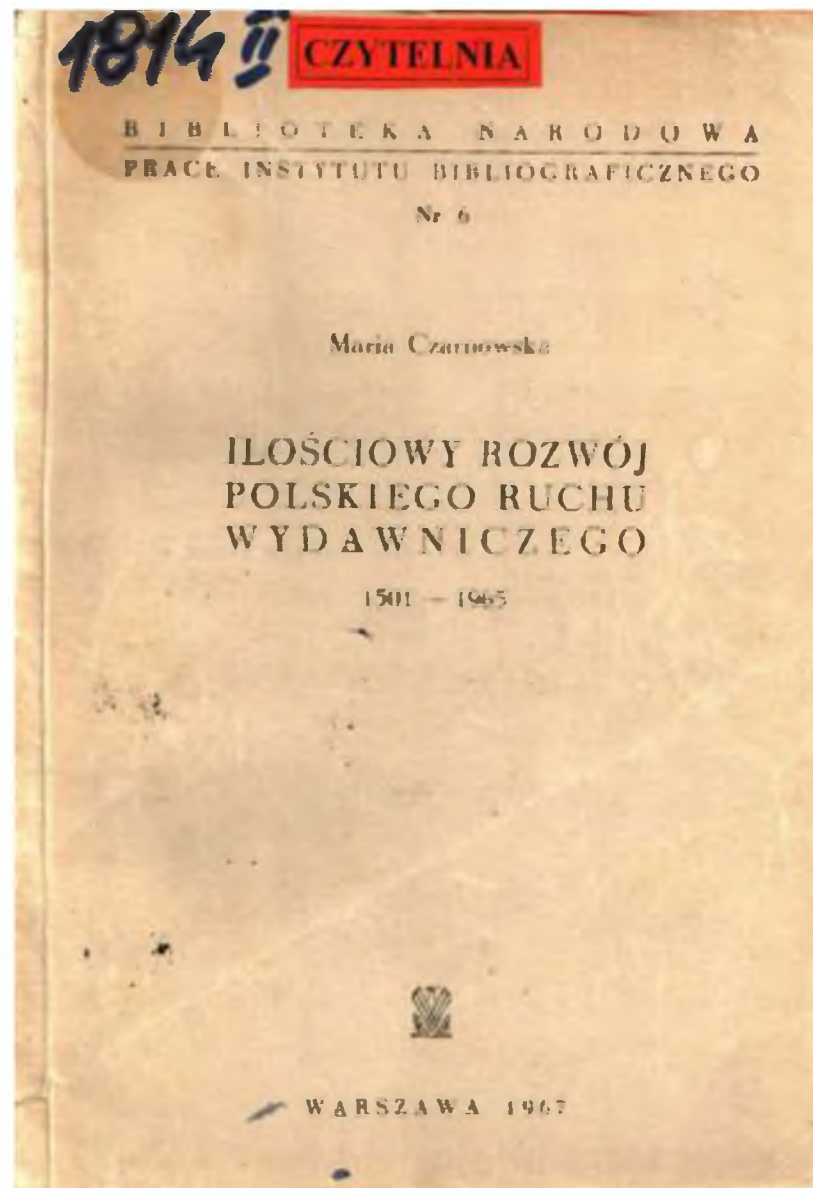 1814 II CZYTELNIA
BIBLIOTEKA NARODOWA
PRACE INSTYTUTU BIBLIOGRAFICZNEGO
Nr 6
Maria Czarnowska
ILOŚCIOWY ROZWÓJ
POLSKIEGO RUCHU
WYDAWNICZEGO
1501 — 1965
WARSZAWA 1967